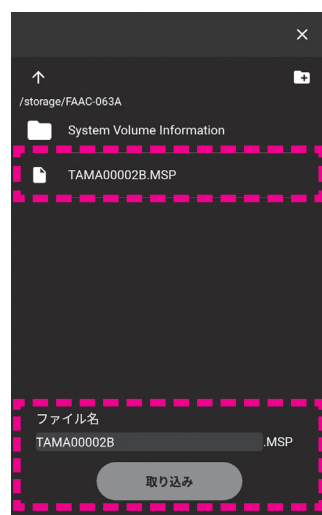 /storage/FAAC-063A
System Volume Information
TAMA00002B.MSP
ファイル名
TAMA00002B .MSP
取り込み